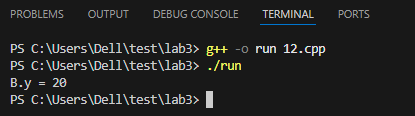 PROBLEMS OUTPUT DEBUG CONSOLE TERMINAL PORTS
PS C:\Users\Dell\test\lab3> g++ -o run 12.cpp
PS C:\Users\Dell\test\lab3> ./run
B.y = 20
PS C:\Users\Dell\test\lab3>